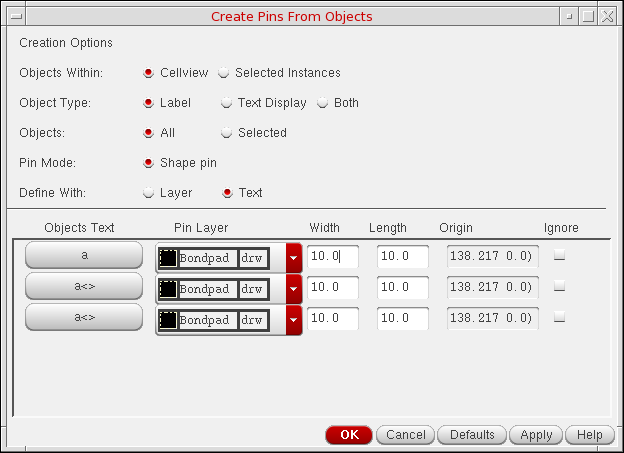 Create Pins From Objects
Creation Options
Objects Within: Cellview Selected Instances
Object Type: Label Text Display Both
Objects: All Selected
Pin Mode: Shape pin
Define With: Layer Text
Objects Text Pin Layer Width Length Origin Ignore
a Bondpad drw 10.0 10.0 138.217 0.0)
a<> Bondpad drw 10.0 10.0 138.217 0.0)
a<> Bondpad drw 10.0 10.0 138.217 0.0)
OK Cancel Defaults Apply Help